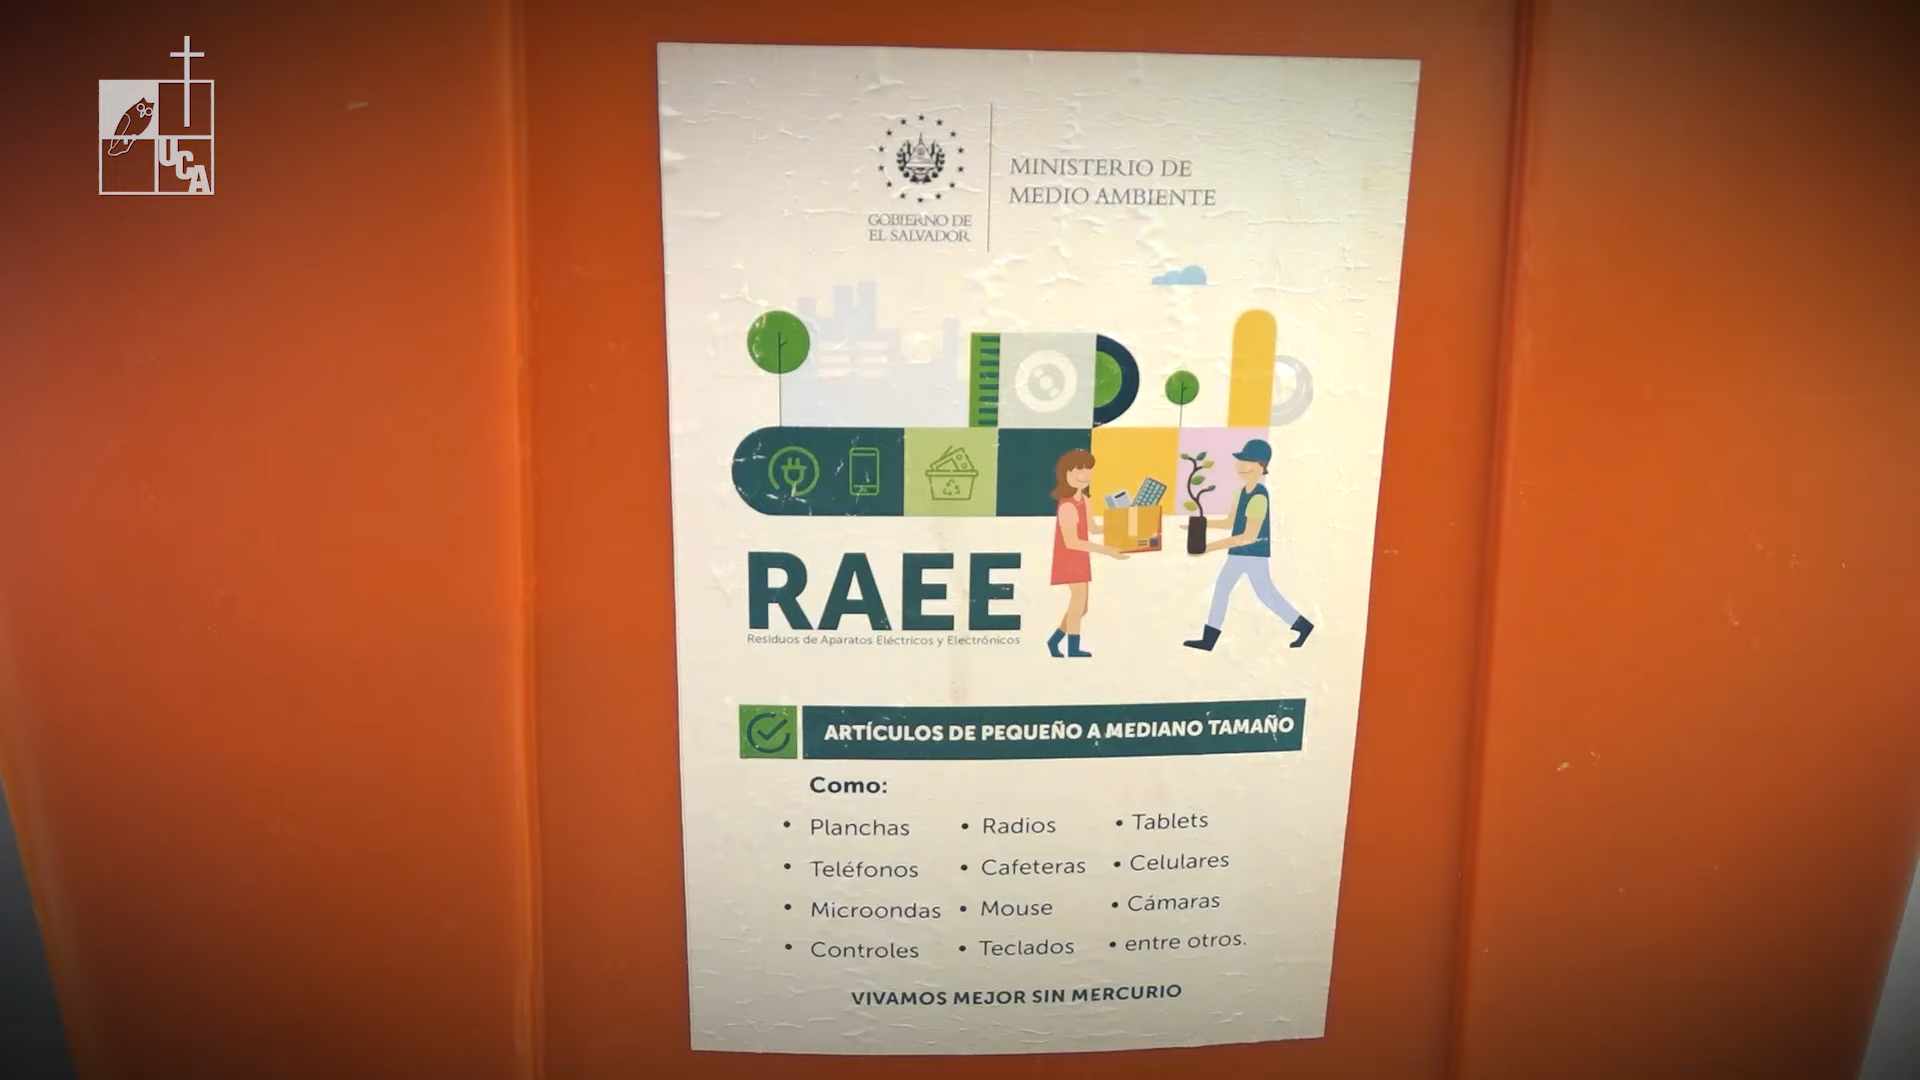 UCA
GOBIERNO DE
EL SALVADOR
MINISTERIO DE
MEDIO AMBIENTE
RAEE
Residuos de Aparatos Eléctricos y Electrónicos
ARTÍCULOS DE PEQUEÑO A MEDIANO TAMAÑO
Como:
• Planchas
• Teléfonos
• Microondas
• Controles
• Radios
• Cafeteras
• Mouse
• Teclados
• Tablets
• Celulares
• Cámaras
• entre otros.
VIVAMOS MEJOR SIN MERCURIO